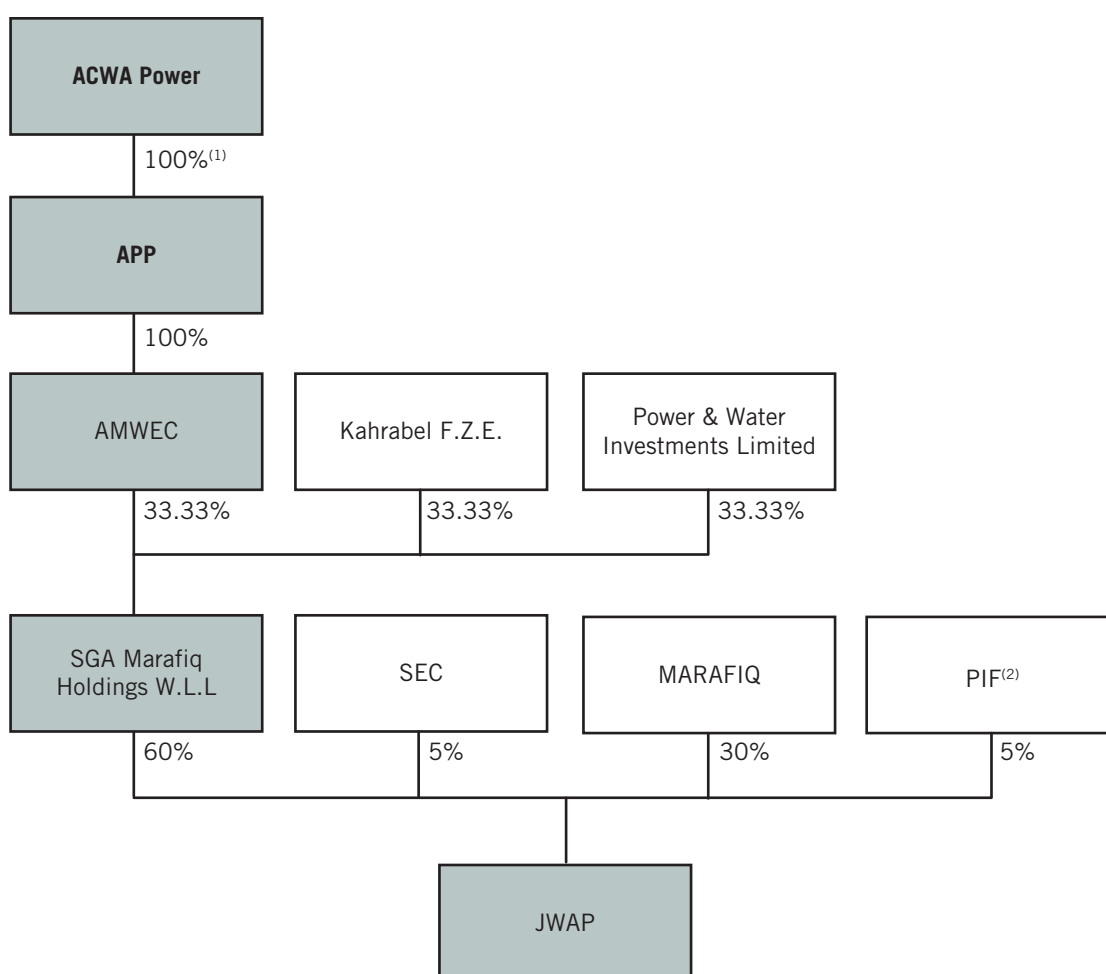 ACWA Power
100%(1)
APP
100%
AMWEC
Kahrabel F.Z.E.
Power & Water
Investments Limited
33.33%
33.33%
33.33%
SGA Marafiq
Holdings W.L.L
SEC
MARAFIQ
PIF(2)
60%
5%
30%
5%
JWAP